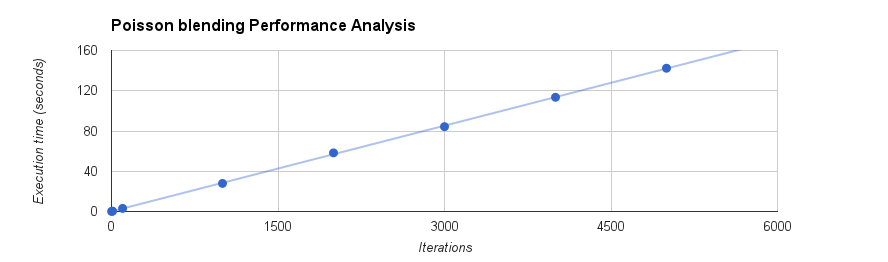 Poisson blending Performance Analysis
Execution time (seconds)
160
120
80
40
0
0 1500 3000 4500 6000
Iterations